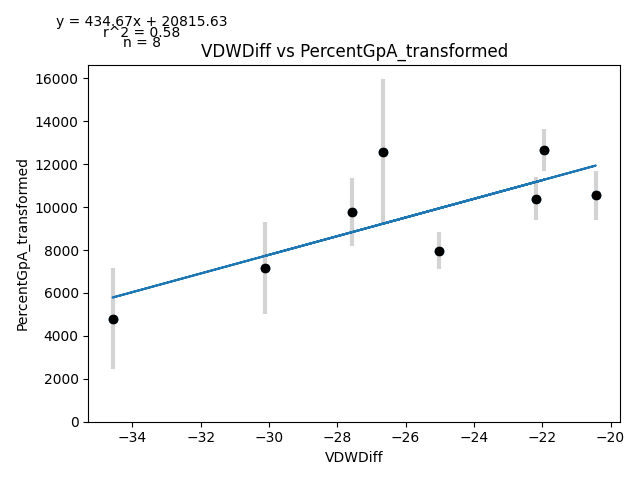 y = 434.67x + 20815.63
r^2 = 0.58
n = 8
VDWDiff vs PercentGpA_transformed
PercentGpA_transformed
16000
14000
12000
10000
8000
6000
4000
2000
0
−34
−32
−30
−28
−26
−24
−22
−20
VDWDiff